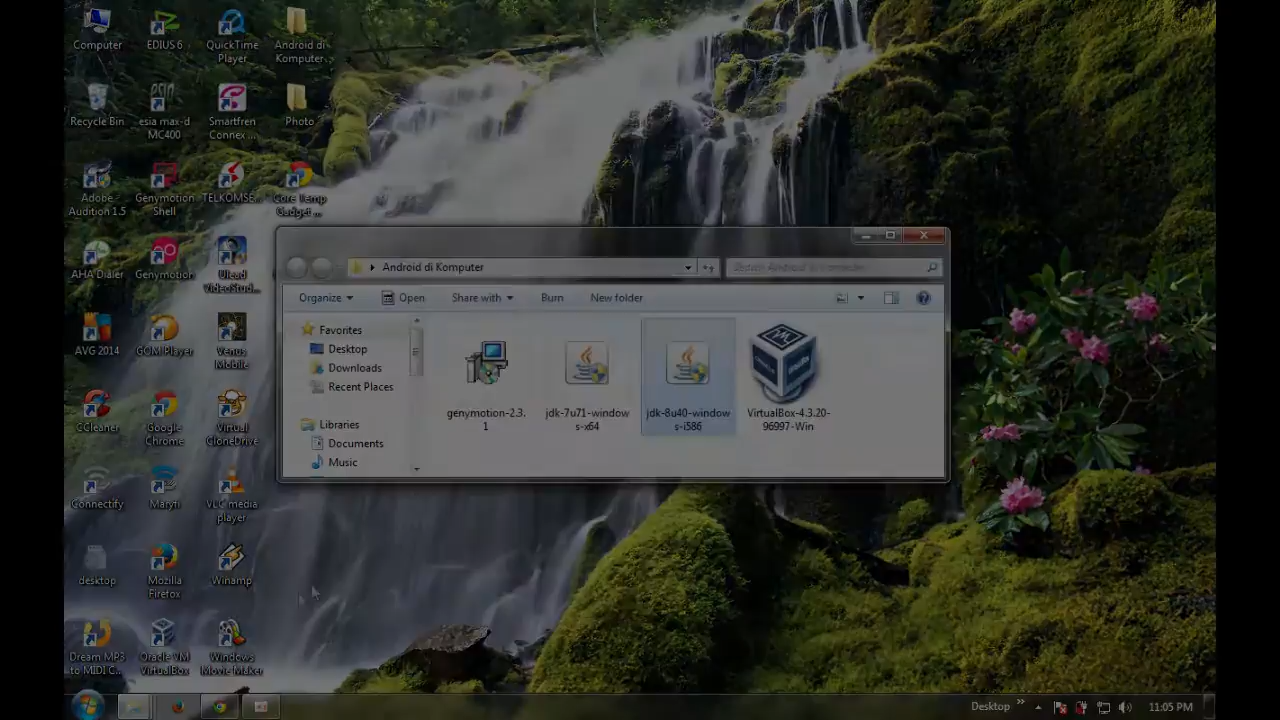 Computer
EDIUS 6
QuickTime
Player
Android di
Komputer
Recycle Bin
esia max-d
MC400
Smartfren
Connex ...
Photo
Adobe
Audition 1.5
Genymotion
Shell
TELKOMSE...
Core Temp
Gadget ...
AHA Dialer
Genymotion
Ulead
VideoStud...
AVG 2014
GOM Player
Venus
Mobile
CCleaner
Google
Chrome
Virtual
CloneDrive
Connectify
Maryfi
VLC media
player
desktop
Mozilla
Firefox
Winamp
Dream MP3
to MIDI C...
Oracle VM
VirtualBox
Windows
Movie Maker
Android di Komputer
Search Android di Komputer
Organize
Open
Share with
Burn
New folder
Favorites
Desktop
Downloads
Recent Places
Libraries
Documents
Music
genymotion-2.3.
1
jdk-7u71-window
s-x64
jdk-8u40-window
s-i586
VirtualBox-4.3.20-
96997-Win
Desktop
11:05 PM